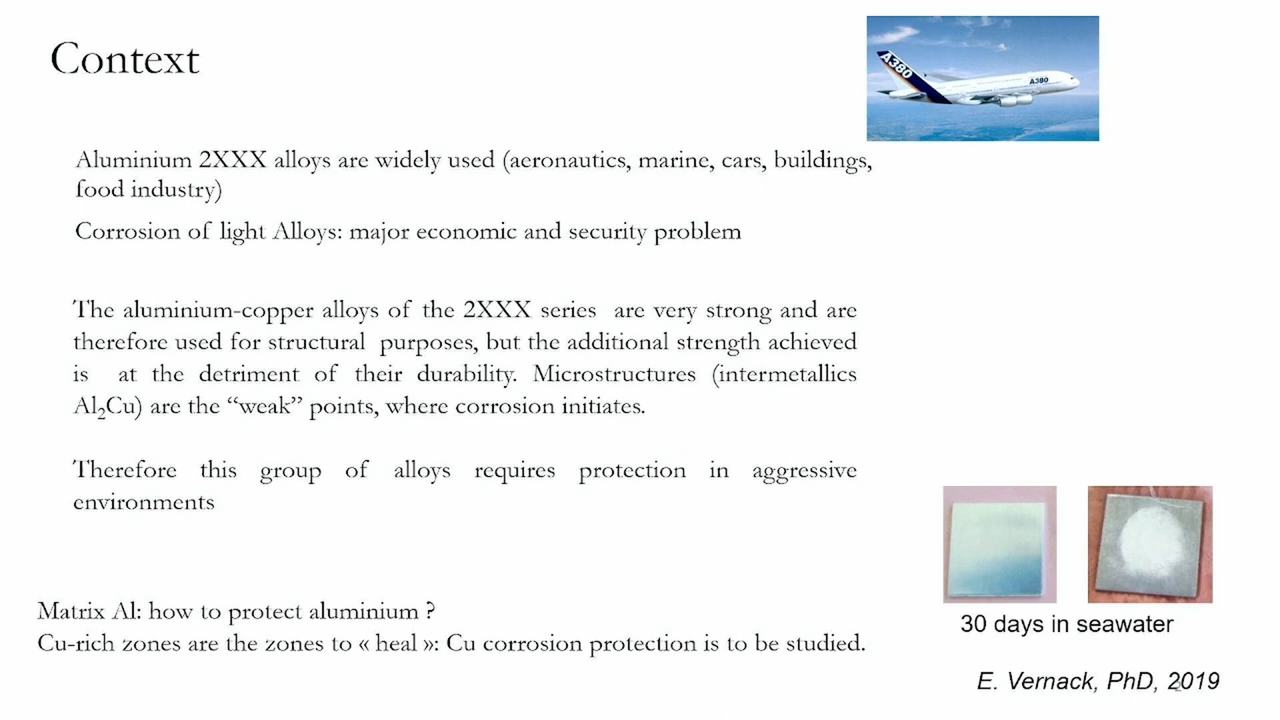 Context
A380
A380
Aluminium 2XXX alloys are widely used (aeronautics, marine, cars, buildings,
food industry)
Corrosion of light Alloys: major economic and security problem
The aluminium-copper alloys of the 2XXX series are very strong and are
therefore used for structural purposes, but the additional strength achieved
is at the detriment of their durability. Microstructures (intermetallics
Al₂Cu) are the “weak” points, where corrosion initiates.
Therefore this group of alloys requires protection in aggressive
environments
Matrix Al: how to protect aluminium ?
Cu-rich zones are the zones to « heal »: Cu corrosion protection is to be studied.
30 days in seawater
E. Vernack, PhD, 2019